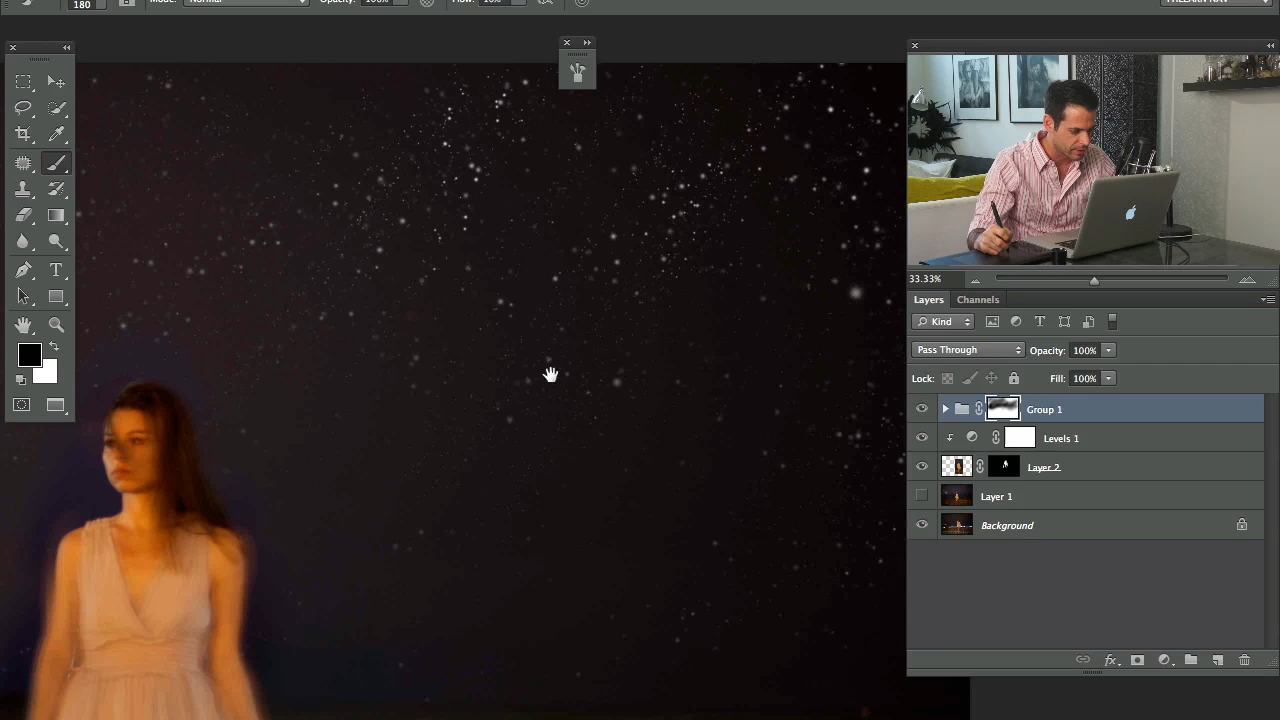 180 Mode: Normal Opacity: 100% Flow: 10%
33.33%
Layers Channels
Kind
Pass Through Opacity: 100%
Lock: Fill: 100%
Group 1
Levels 1
Layer 2
Layer 1
Background